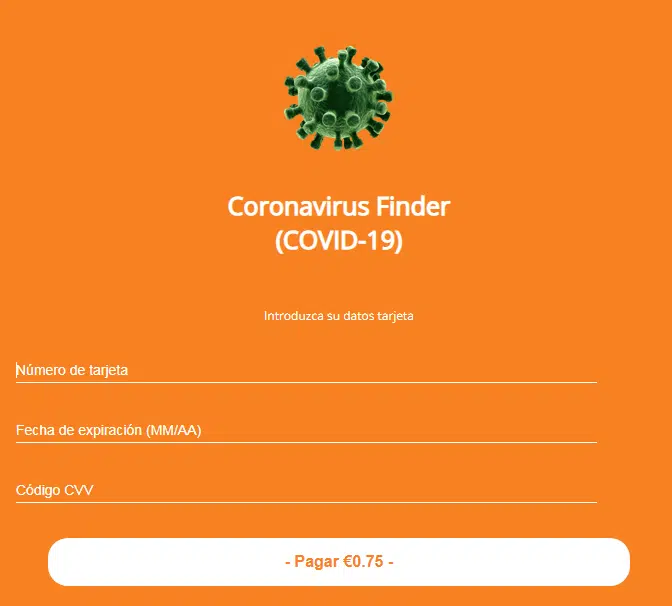 Coronavirus Finder
(COVID-19)
Introduzca su datos tarjeta
Número de tarjeta
Fecha de expiración (MM/AA)
Código CVV
- Pagar €0.75 -